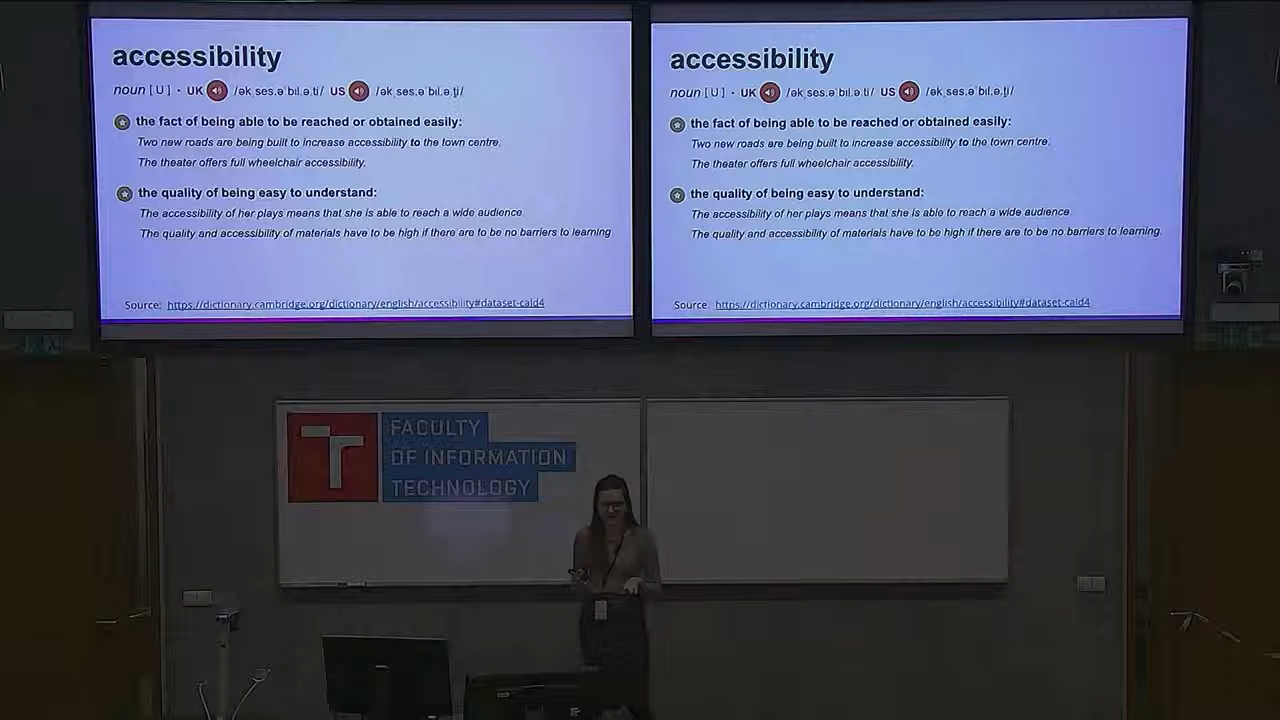 accessibility
noun [ U ] • UK /əkˌses.əˈbɪl.ə.ti/ US /əkˌses.əˈbɪl.ə.t̬i/
the fact of being able to be reached or obtained easily:
Two new roads are being built to increase accessibility to the town centre.
The theater offers full wheelchair accessibility.
the quality of being easy to understand:
The accessibility of her plays means that she is able to reach a wide audience.
The quality and accessibility of materials have to be high if there are to be no barriers to learning.
Source: https://dictionary.cambridge.org/dictionary/english/accessibility#dataset-cald4
accessibility
noun [ U ] • UK /əkˌses.əˈbɪl.ə.ti/ US /əkˌses.əˈbɪl.ə.t̬i/
the fact of being able to be reached or obtained easily:
Two new roads are being built to increase accessibility to the town centre.
The theater offers full wheelchair accessibility.
the quality of being easy to understand:
The accessibility of her plays means that she is able to reach a wide audience.
The quality and accessibility of materials have to be high if there are to be no barriers to learning.
Source: https://dictionary.cambridge.org/dictionary/english/accessibility#dataset-cald4
T
FACULTY
OF INFORMATION
TECHNOLOGY